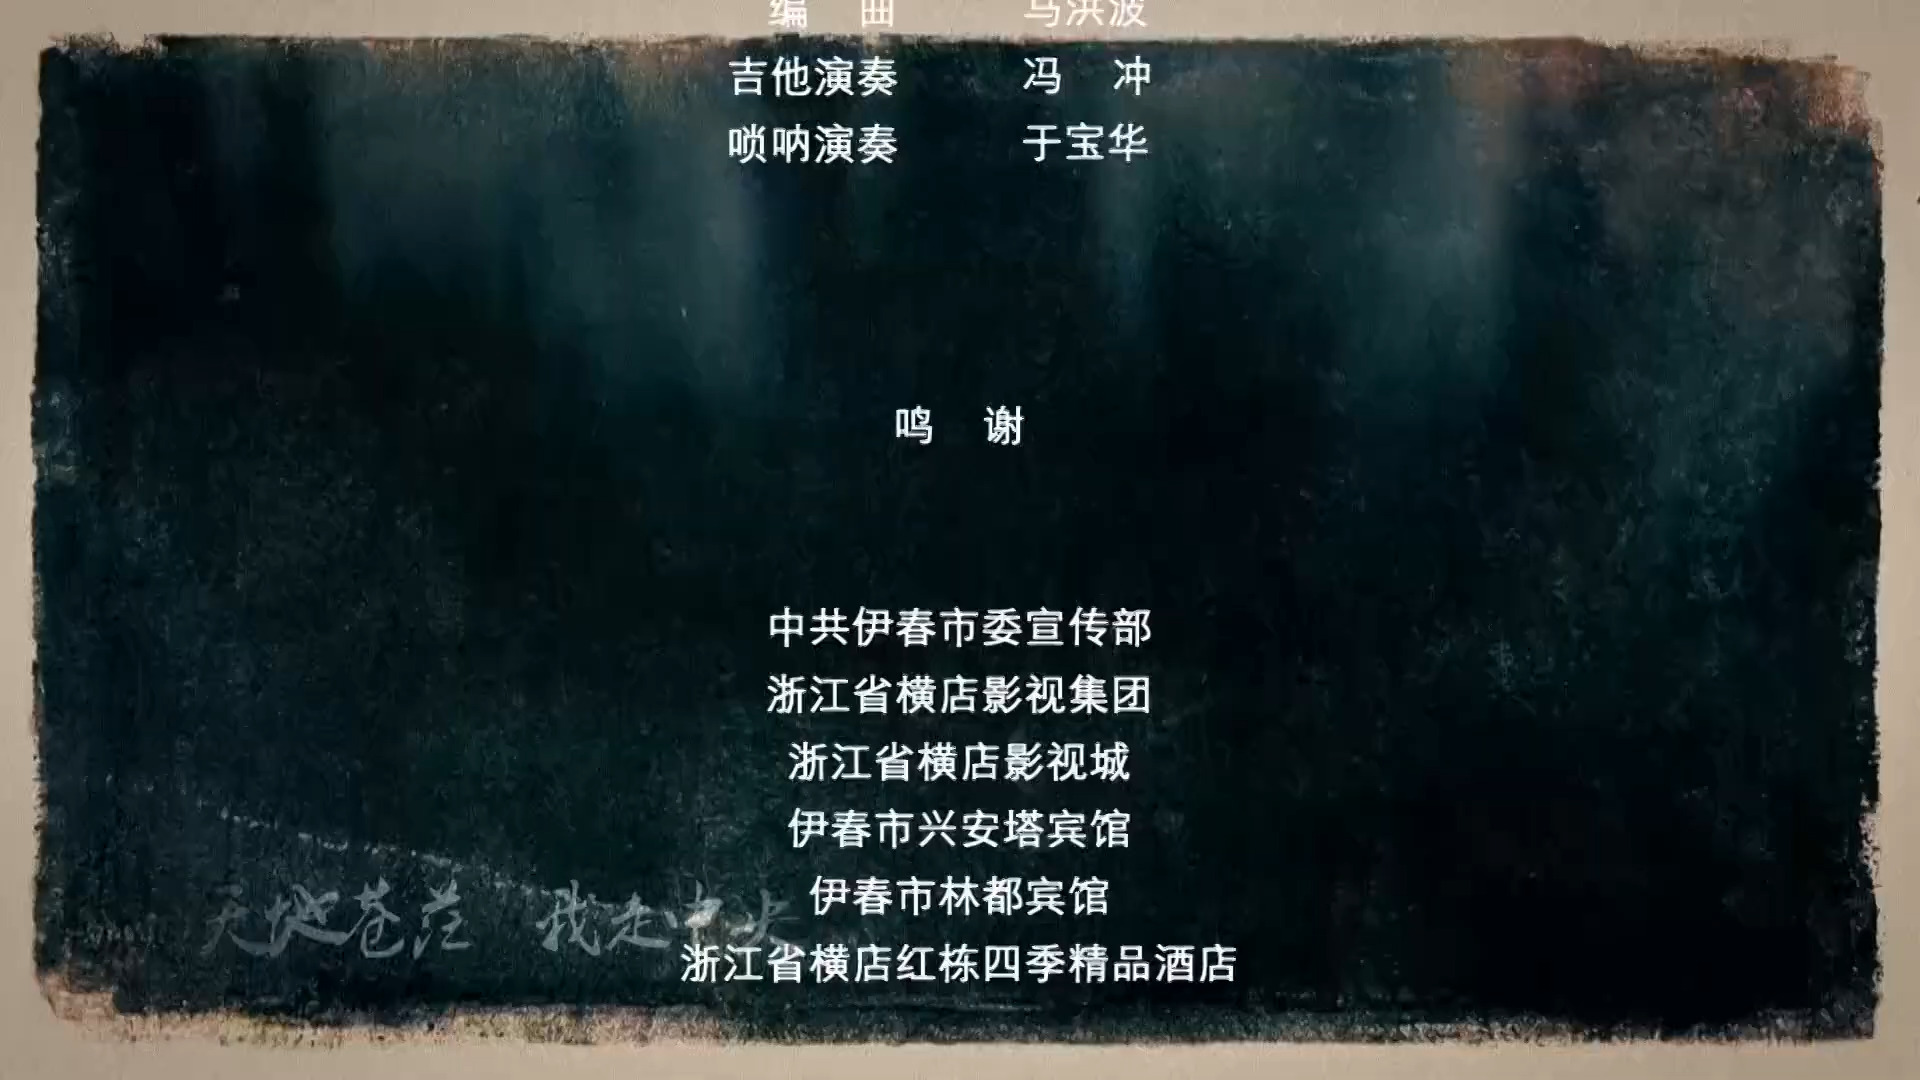 编 曲 马洪波
吉他演奏 冯 冲
唢呐演奏 于宝华
鸣 谢
中共伊春市委宣传部
浙江省横店影视集团
浙江省横店影视城
伊春市兴安塔宾馆
伊春市林都宾馆
天地苍茫 我走中央
浙江省横店红栋四季精品酒店